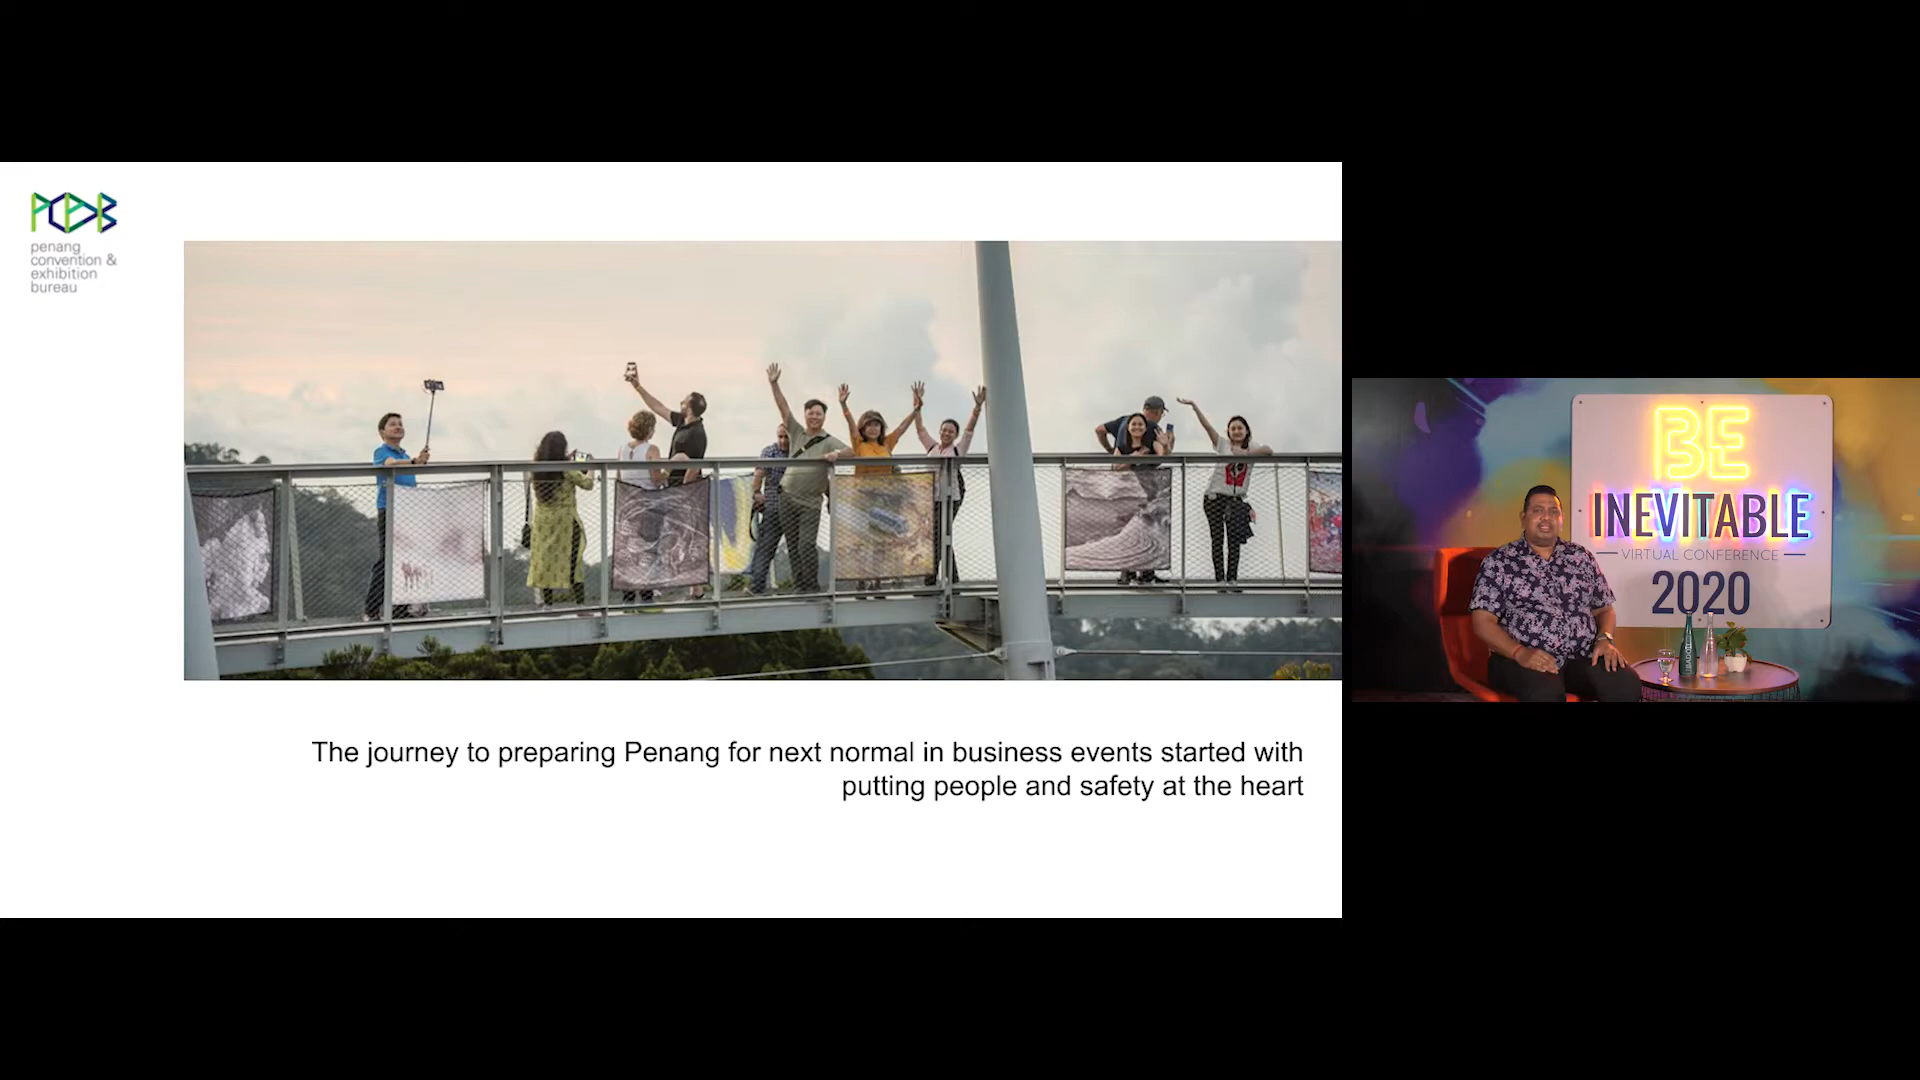 penang
convention &
exhibition
bureau
The journey to preparing Penang for next normal in business events started with
putting people and safety at the heart
BE
INEVITABLE
VIRTUAL CONFERENCE
2020